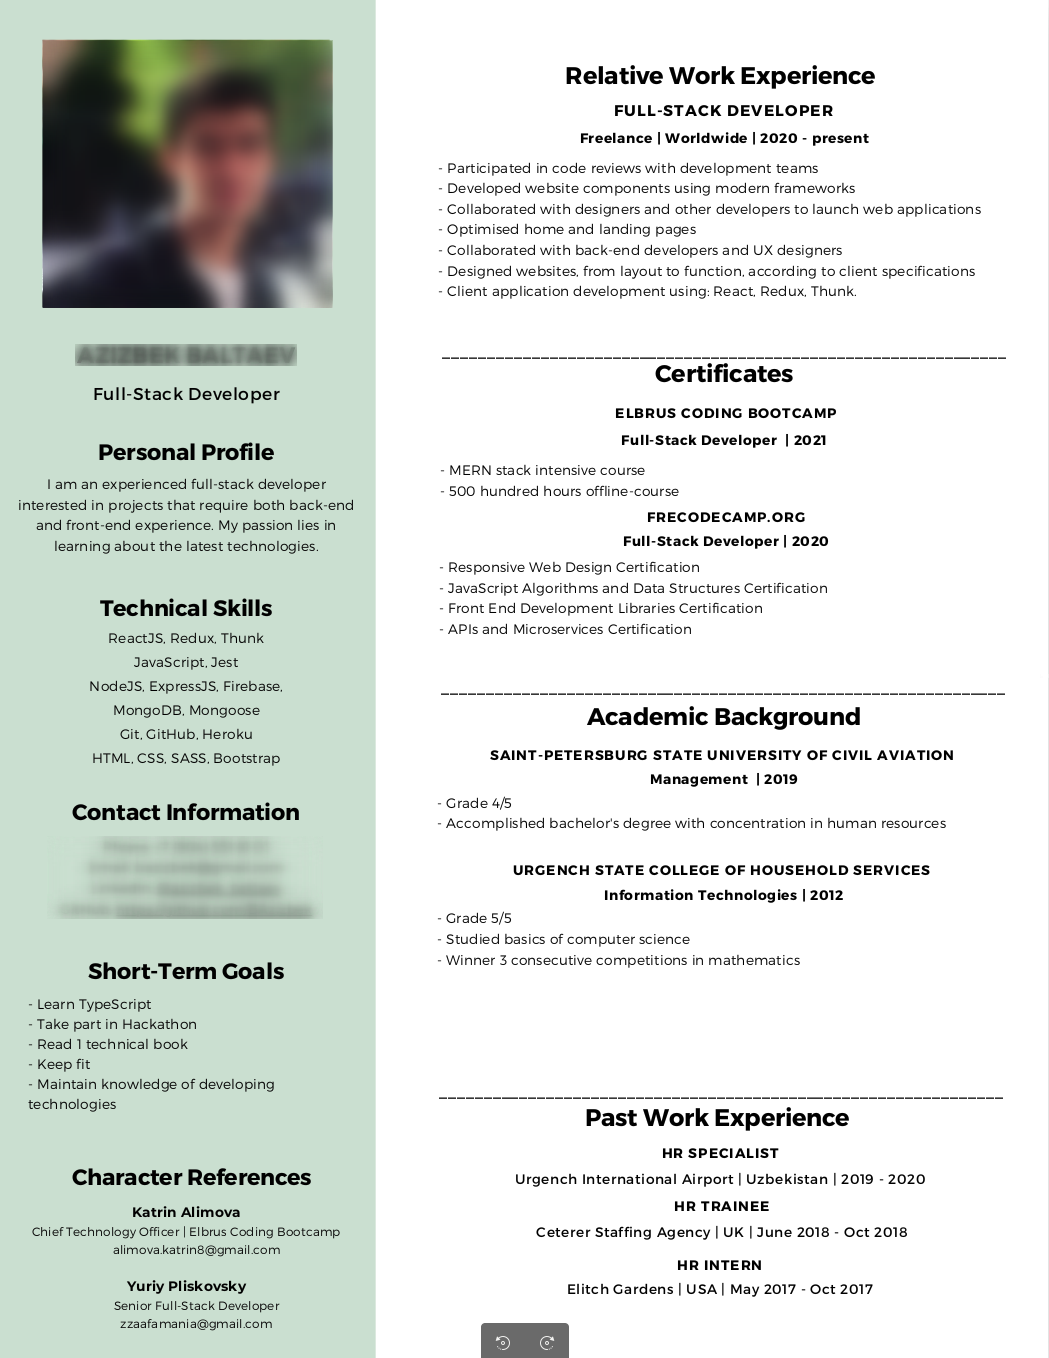 Full-Stack Developer
Personal Profile
I am an experienced full-stack developer
interested in projects that require both back-end
and front-end experience. My passion lies in
learning about the latest technologies.
Technical Skills
ReactJS, Redux, Thunk
JavaScript, Jest
NodeJS, ExpressJS, Firebase,
MongoDB, Mongoose
Git, GitHub, Heroku
HTML, CSS, SASS, Bootstrap
Contact Information
Short-Term Goals
- Learn TypeScript
- Take part in Hackathon
- Read 1 technical book
- Keep fit
- Maintain knowledge of developing
technologies
Character References
Katrin Alimova
Chief Technology Officer | Elbrus Coding Bootcamp
alimova.katrin8@gmail.com
Yuriy Pliskovsky
Senior Full-Stack Developer
zzaafamania@gmail.com
Relative Work Experience
FULL-STACK DEVELOPER
Freelance | Worldwide | 2020 - present
- Participated in code reviews with development teams
- Developed website components using modern frameworks
- Collaborated with designers and other developers to launch web applications
- Optimised home and landing pages
- Collaborated with back-end developers and UX designers
- Designed websites, from layout to function, according to client specifications
- Client application development using: React, Redux, Thunk.
Certificates
ELBRUS CODING BOOTCAMP
Full-Stack Developer | 2021
- MERN stack intensive course
- 500 hundred hours offline-course
FRECODECAMP.ORG
Full-Stack Developer | 2020
- Responsive Web Design Certification
- JavaScript Algorithms and Data Structures Certification
- Front End Development Libraries Certification
- APIs and Microservices Certification
Academic Background
SAINT-PETERSBURG STATE UNIVERSITY OF CIVIL AVIATION
Management | 2019
- Grade 4/5
- Accomplished bachelor's degree with concentration in human resources
URGENCH STATE COLLEGE OF HOUSEHOLD SERVICES
Information Technologies | 2012
- Grade 5/5
- Studied basics of computer science
- Winner 3 consecutive competitions in mathematics
Past Work Experience
HR SPECIALIST
Urgench International Airport | Uzbekistan | 2019 - 2020
HR TRAINEE
Ceterer Staffing Agency | UK | June 2018 - Oct 2018
HR INTERN
Elitch Gardens | USA | May 2017 - Oct 2017